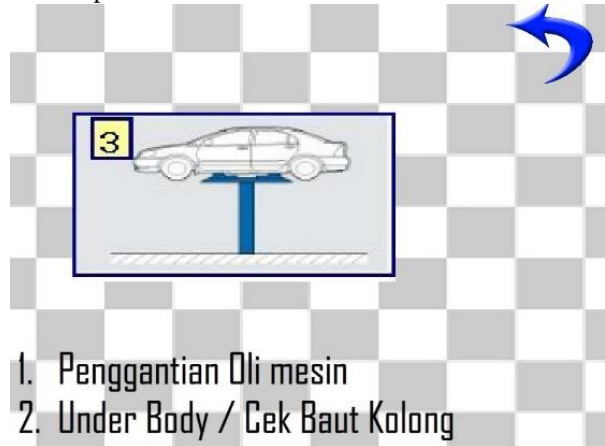 3
1. Penggantian Oli mesin
2. Under Body / Cek Baut Kolong